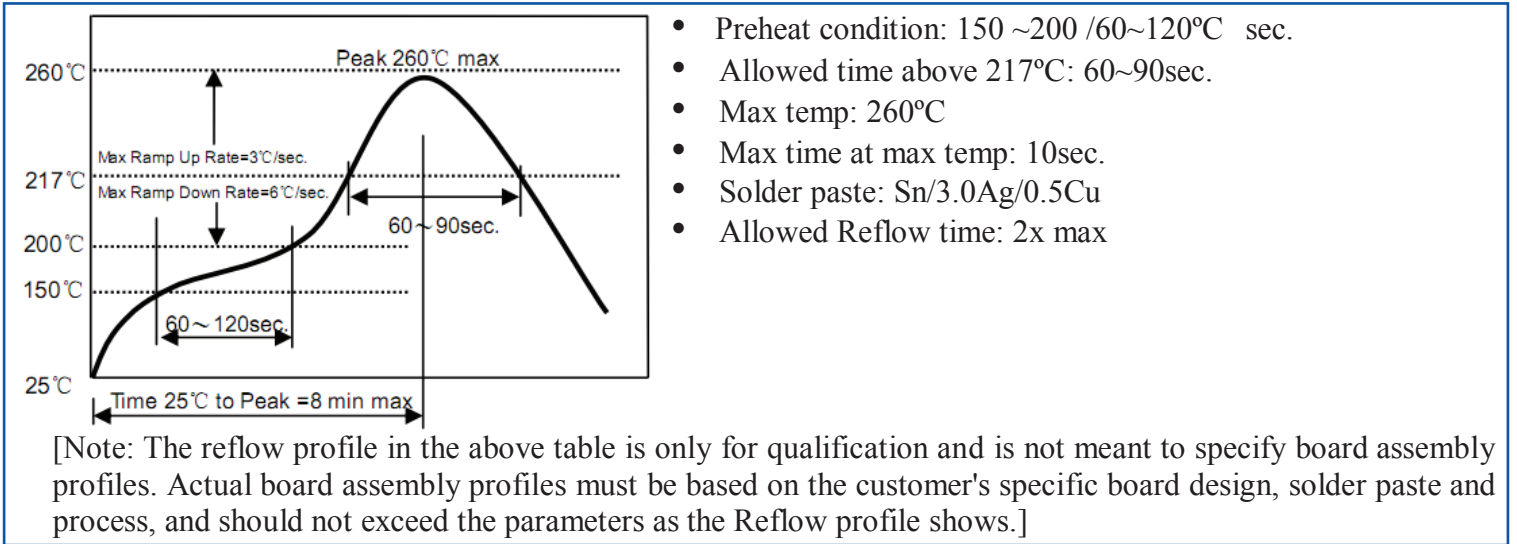 Peak 260℃ max
260℃
Max Ramp Up Rate=3℃/sec.
217℃
Max Ramp Down Rate=6℃/sec.
60～90sec.
200℃
150℃
60～120sec.
25℃
Time 25℃ to Peak =8 min max
• Preheat condition: 150 ~200 /60~120ºC sec.
• Allowed time above 217ºC: 60~90sec.
• Max temp: 260ºC
• Max time at max temp: 10sec.
• Solder paste: Sn/3.0Ag/0.5Cu
• Allowed Reflow time: 2x max
[Note: The reflow profile in the above table is only for qualification and is not meant to specify board assembly
profiles. Actual board assembly profiles must be based on the customer's specific board design, solder paste and
process, and should not exceed the parameters as the Reflow profile shows.]